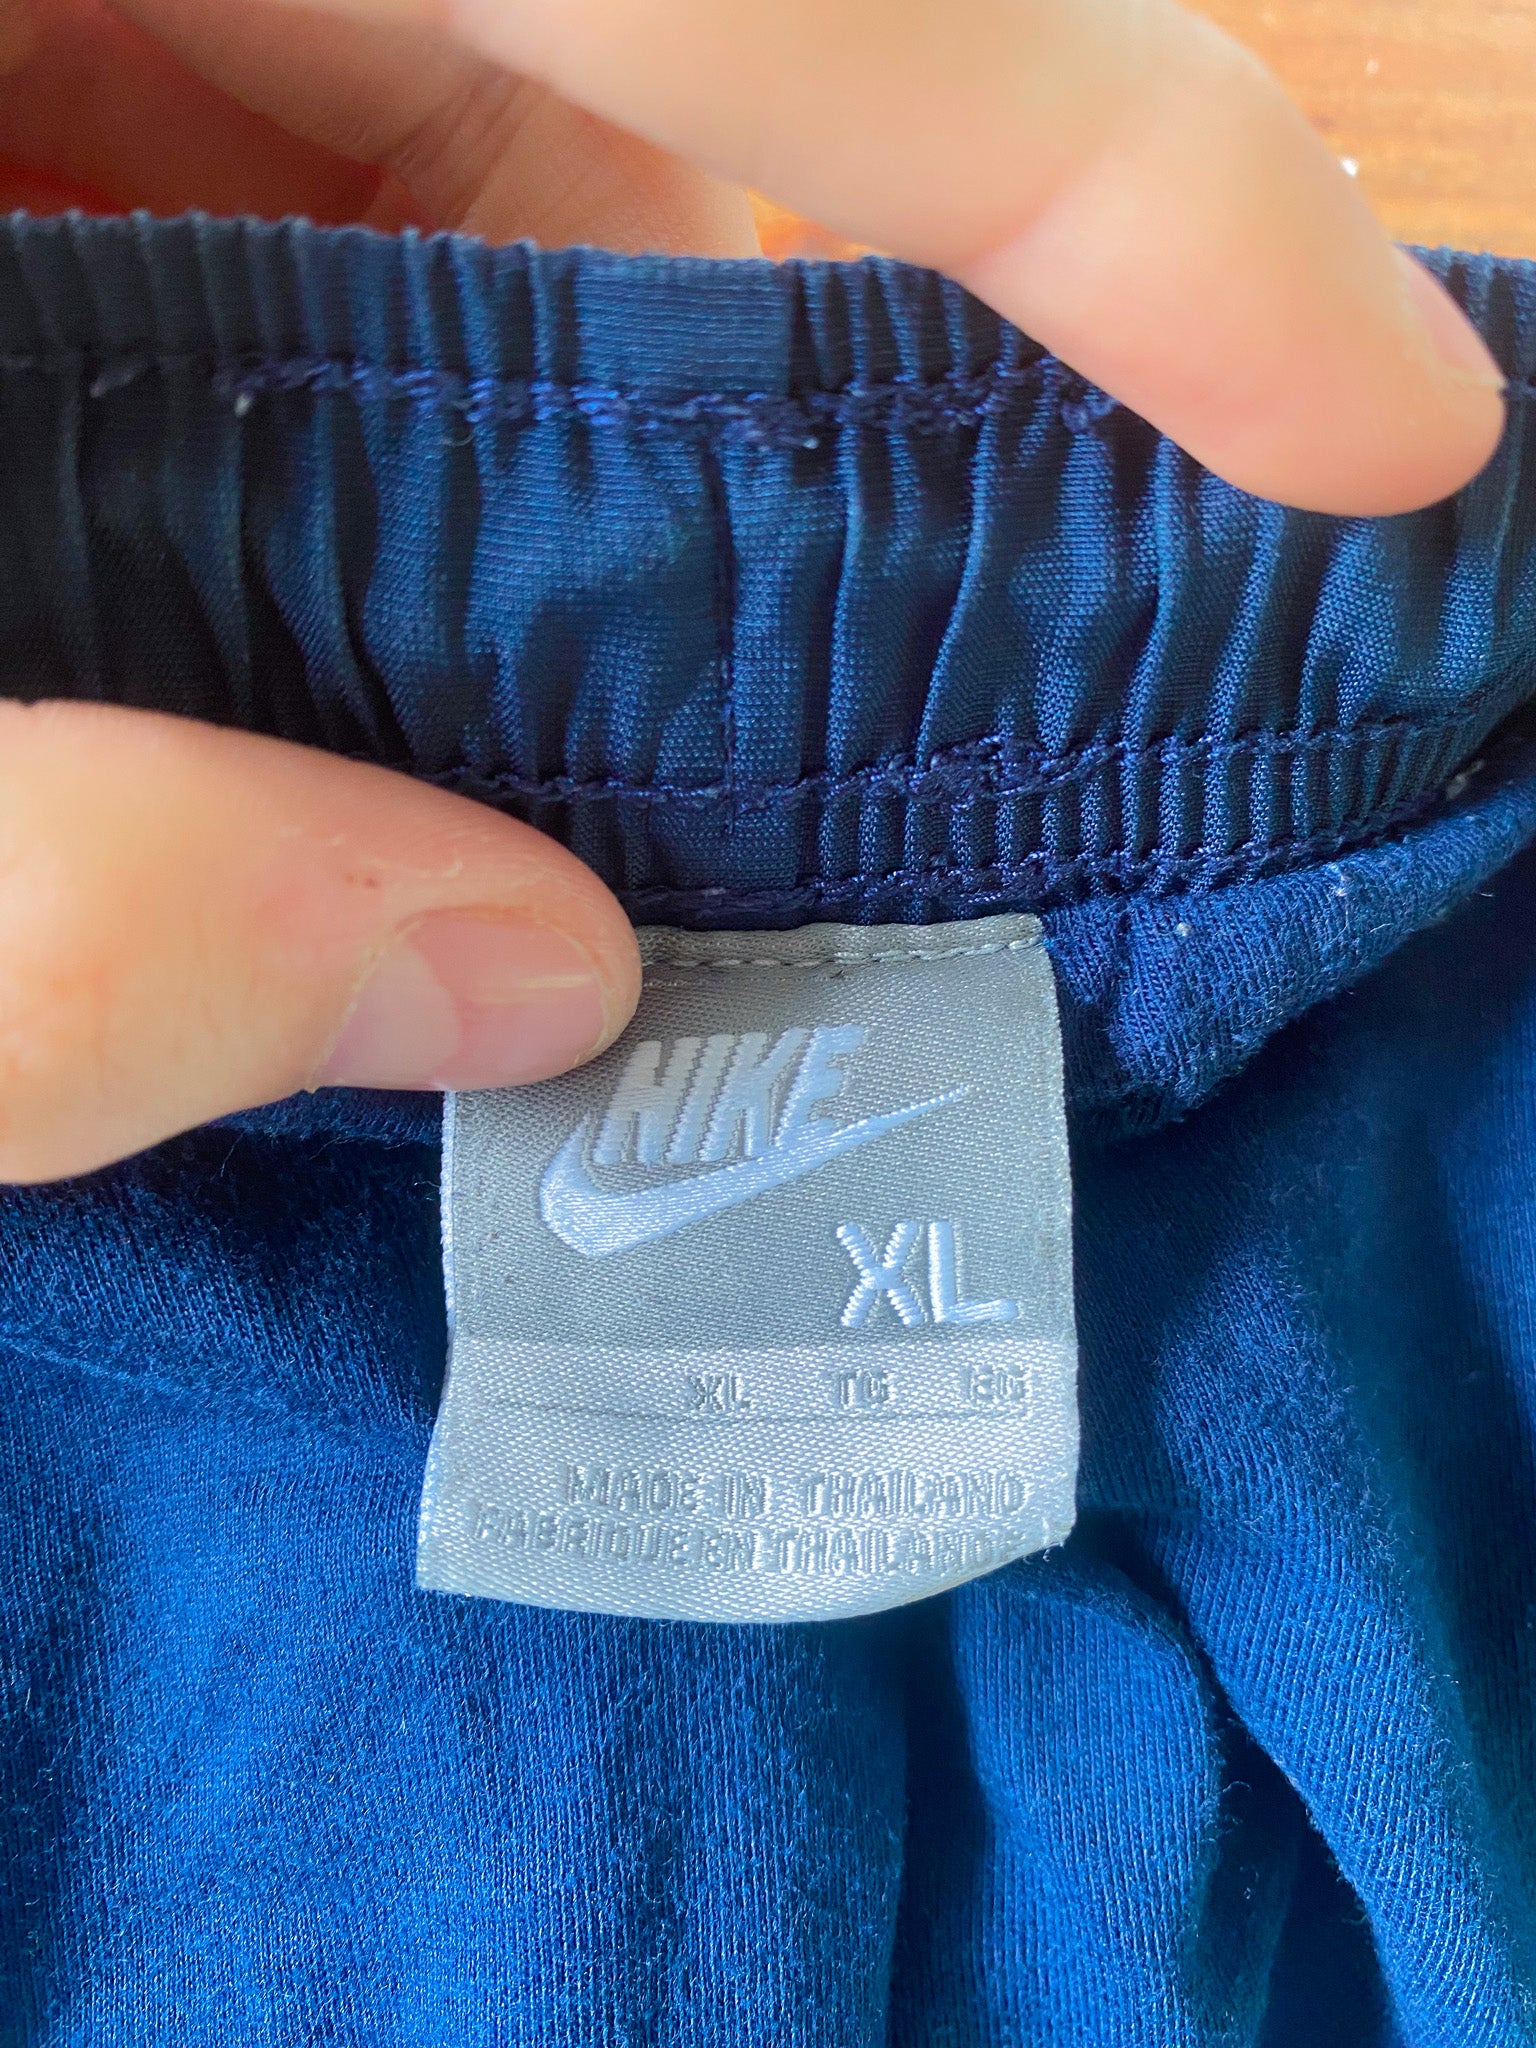 NIKE
XL
XL TG EG
MADE IN THAILAND
FABRIQUE EN THAILANDE